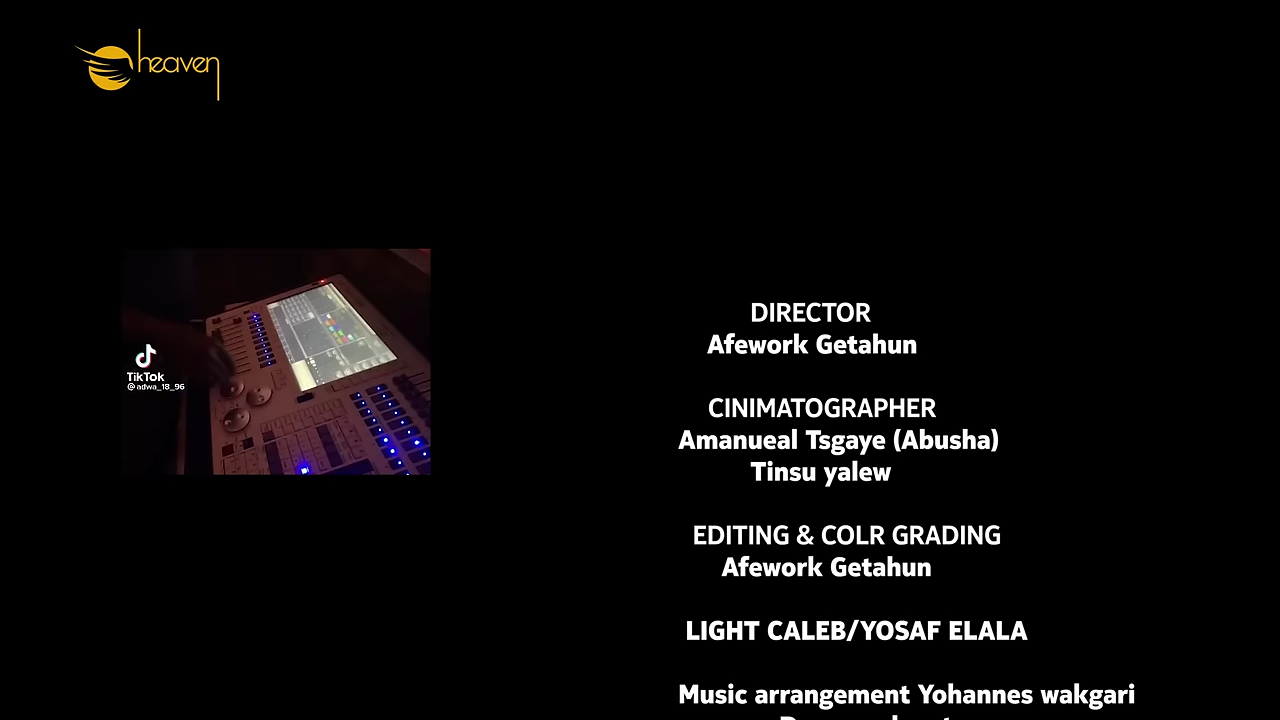 heaven
TikTok
@adwa_18_96
DIRECTOR
Afework Getahun
CINIMATOGRAPHER
Amanueal Tsgaye (Abusha)
Tinsu yalew
EDITING & COLR GRADING
Afework Getahun
LIGHT CALEB/YOSAF ELALA
Music arrangement Yohannes wakgari